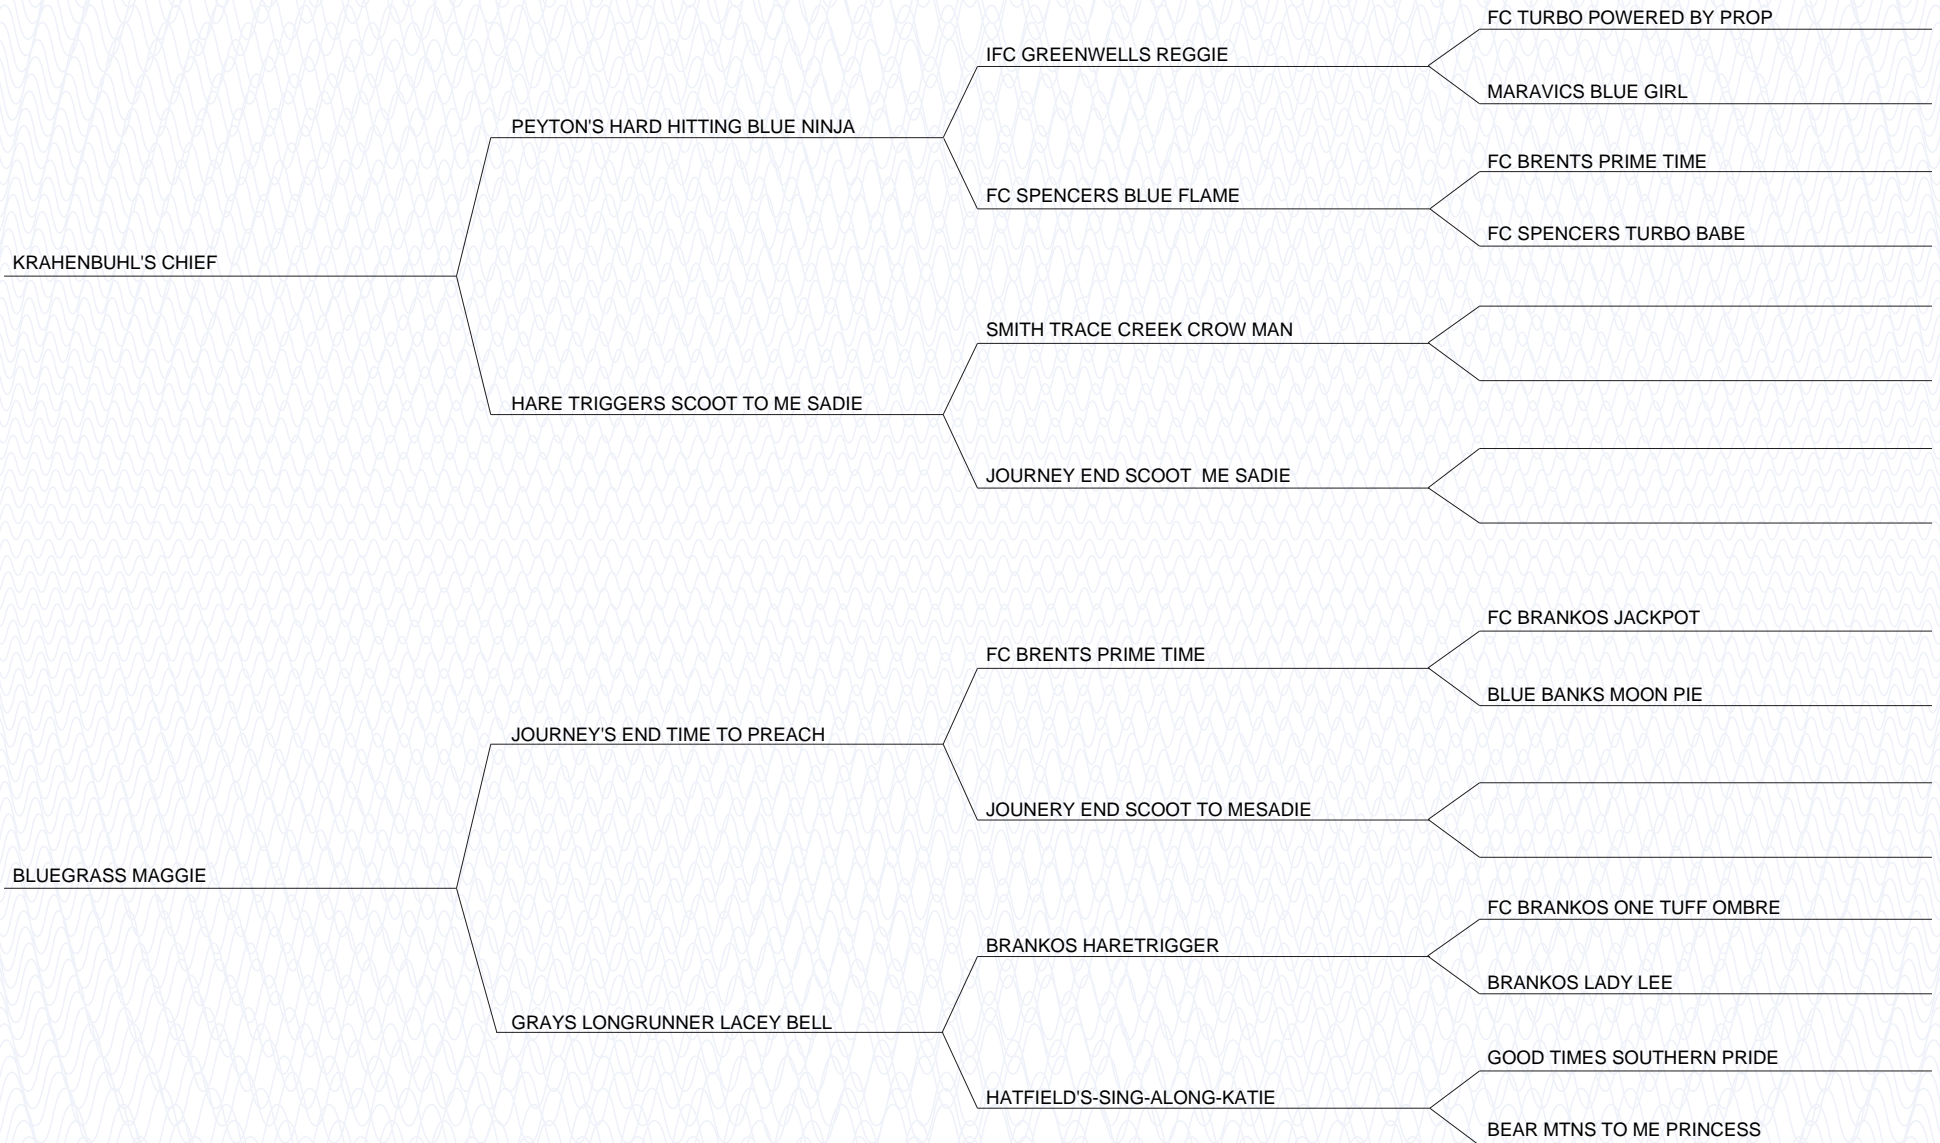 FC TURBO POWERED BY PROP
IFC GREENWELLS REGGIE
MARAVICS BLUE GIRL
PEYTON'S HARD HITTING BLUE NINJA
FC BRENTS PRIME TIME
FC SPENCERS BLUE FLAME
FC SPENCERS TURBO BABE
KRAHENBUHL'S CHIEF
SMITH TRACE CREEK CROW MAN
HARE TRIGGERS SCOOT TO ME SADIE
JOURNEY END SCOOT  ME SADIE
FC BRANKOS JACKPOT
FC BRENTS PRIME TIME
BLUE BANKS MOON PIE
JOURNEY'S END TIME TO PREACH
JOUNERY END SCOOT TO MESADIE
BLUEGRASS MAGGIE
FC BRANKOS ONE TUFF OMBRE
BRANKOS HARETRIGGER
BRANKOS LADY LEE
GRAYS LONGRUNNER LACEY BELL
GOOD TIMES SOUTHERN PRIDE
HATFIELD'S-SING-ALONG-KATIE
BEAR MTNS TO ME PRINCESS